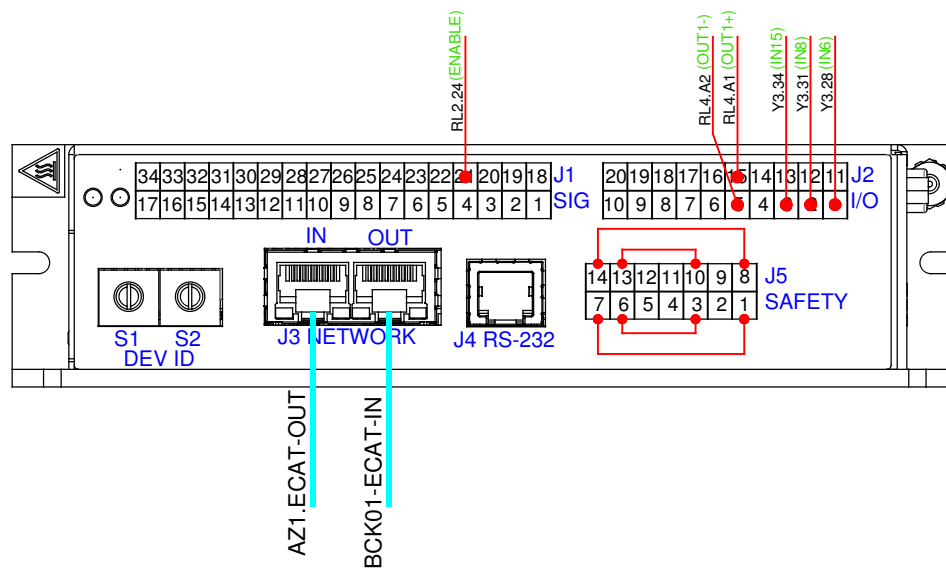 RL2.24(ENABLE)
RL4.A2(OUT1-)
RL4.A1(OUT1+)
Y3.34(IN15)
Y3.31(IN8)
Y3.28(IN6)
34 33 32 31 30 29 28 27 26 25 24 23 22 21 20 19 18 J1
17 16 15 14 13 12 11 10 9 8 7 6 5 4 3 2 1 SIG
20 19 18 17 16 15 14 13 12 11 J2
10 9 8 7 6 4 I/O
IN OUT
14 13 12 11 10 9 8 J5
7 6 5 4 3 2 1 SAFETY
S1 S2
DEV ID
J3 NETWORK
J4 RS-232
AZ1.ECAT-OUT
BCK01-ECAT-IN